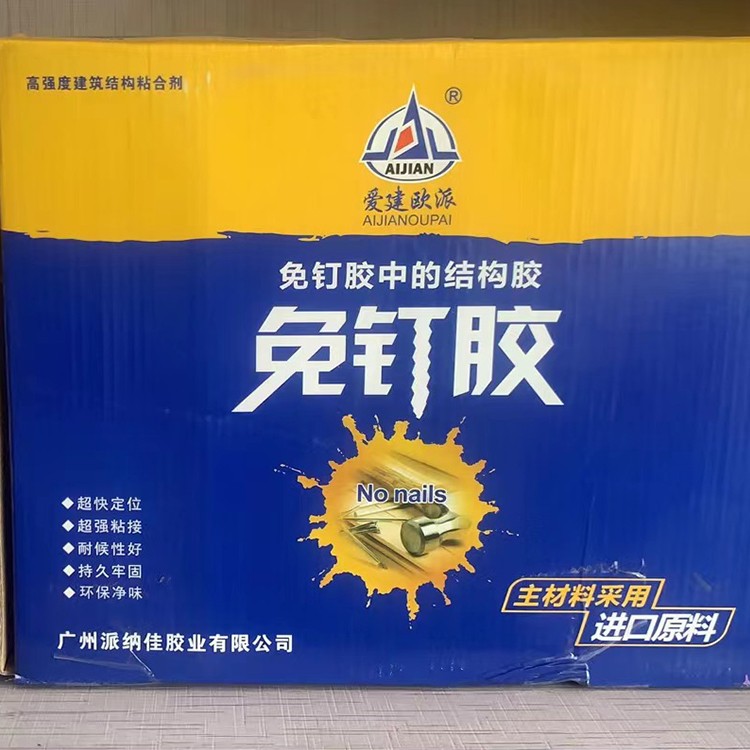 高强度建筑结构粘合剂
®
AIJIAN
爱建欧派
AIJIANOUPAI
免钉胶中的结构胶
免钉胶
No nails
◆超快定位
◆超强粘接
◆耐候性好
◆持久牢固
◆环保净味
主材料采用
进口原料
广州派纳佳胶业有限公司